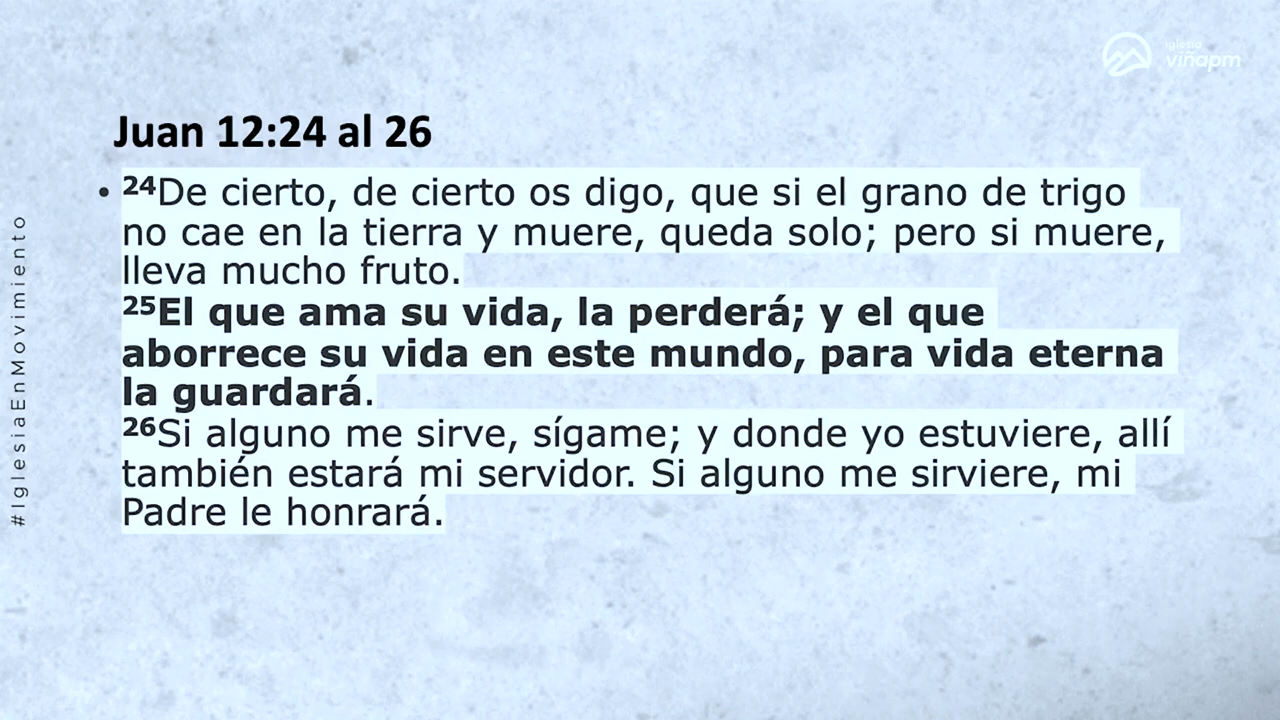 iglesia
viñapm
Juan 12:24 al 26
• ²⁴De cierto, de cierto os digo, que si el grano de trigo
no cae en la tierra y muere, queda solo; pero si muere,
lleva mucho fruto.
²⁵El que ama su vida, la perderá; y el que
aborrece su vida en este mundo, para vida eterna
la guardará.
²⁶Si alguno me sirve, sígame; y donde yo estuviere, allí
también estará mi servidor. Si alguno me sirviere, mi
Padre le honrará.
#IglesiaEnMovimiento